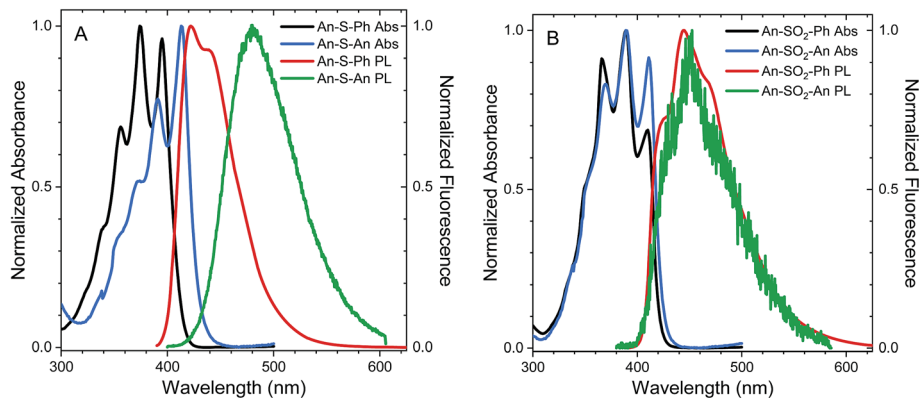 A
An-S-Ph Abs
An-S-An Abs
An-S-Ph PL
An-S-An PL
1.0
0.5
0.0
1.0
0.5
0.0
Normalized Absorbance
Normalized Fluorescence
300
400
500
600
Wavelength (nm)
B
An-SO2-Ph Abs
An-SO2-An Abs
An-SO2-Ph PL
An-SO2-An PL
1.0
0.5
0.0
1.0
0.5
0.0
Normalized Absorbance
Normalized Fluorescence
300
400
500
600
Wavelength (nm)